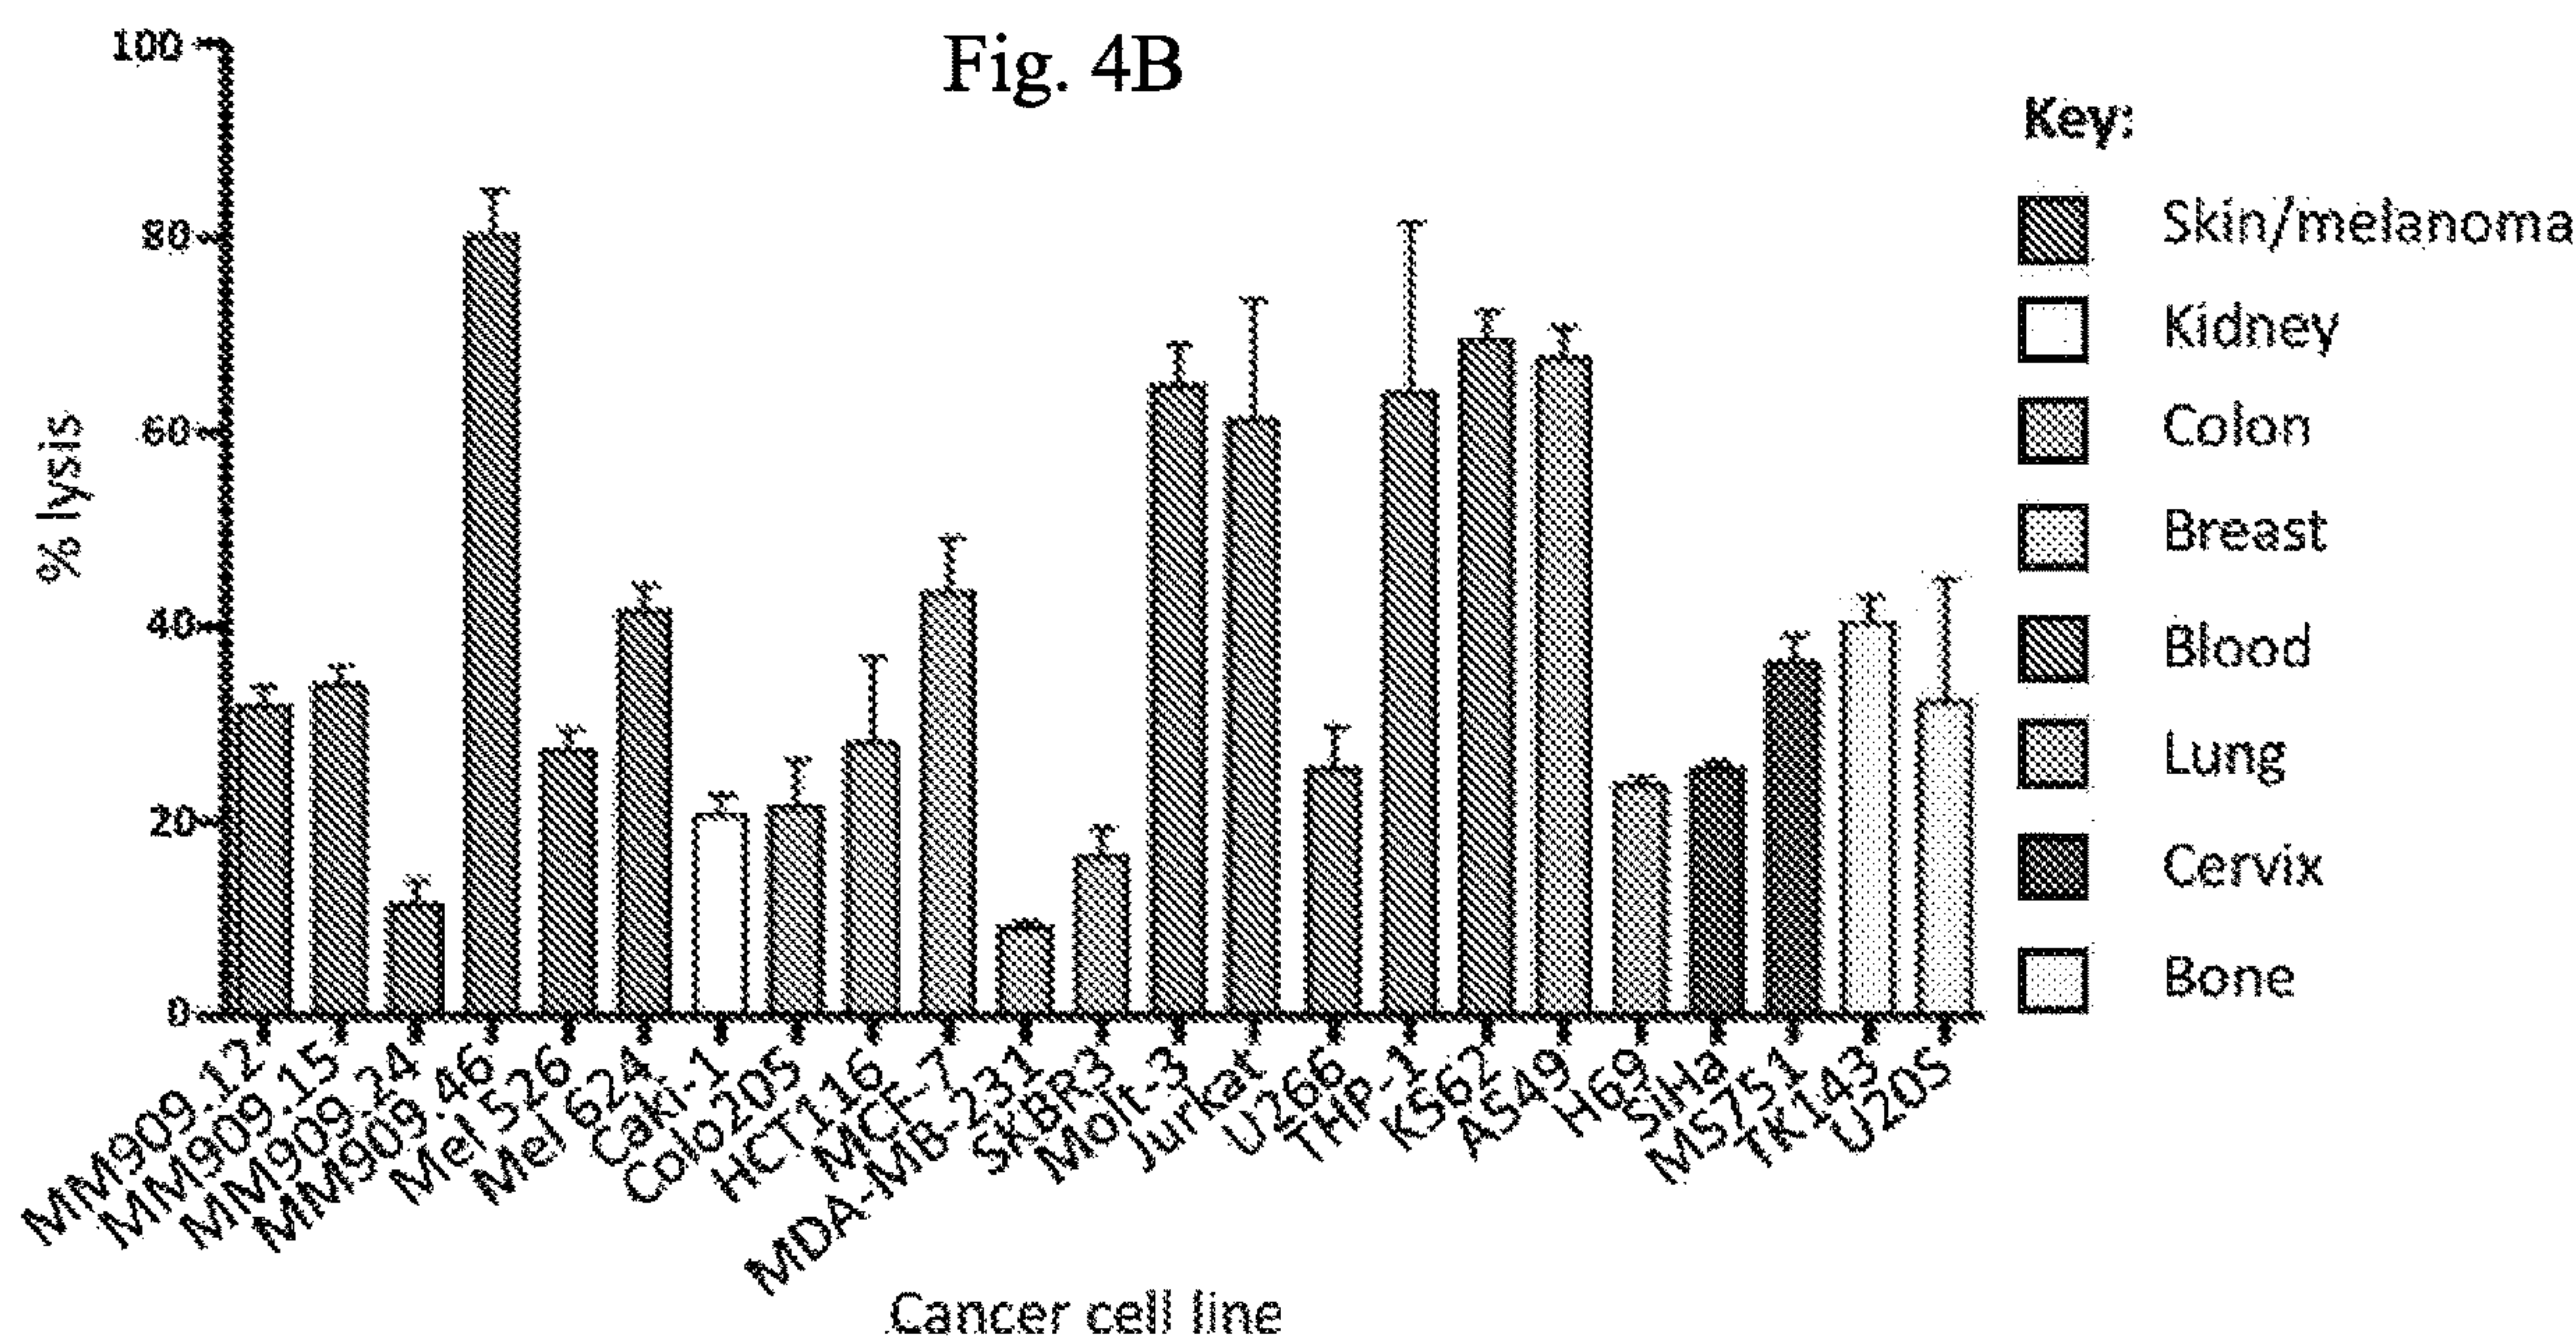 Fig. 4B
100
80
60
40
20
0
% lysis
MM909.12
MM909.15
MM909.24
MM909.46
Mel 526
Mel 624
Caki-1
Colo205
HCT116
MCF-7
MDA-MB-231
SKBR3
Molt-3
Jurkat
U266
THP-1
K562
A549
H69
SiHa
MS751
TK143
U205
Cancer cell line
Key:
Skin/melanoma
Kidney
Colon
Breast
Blood
Lung
Cervix
Bone